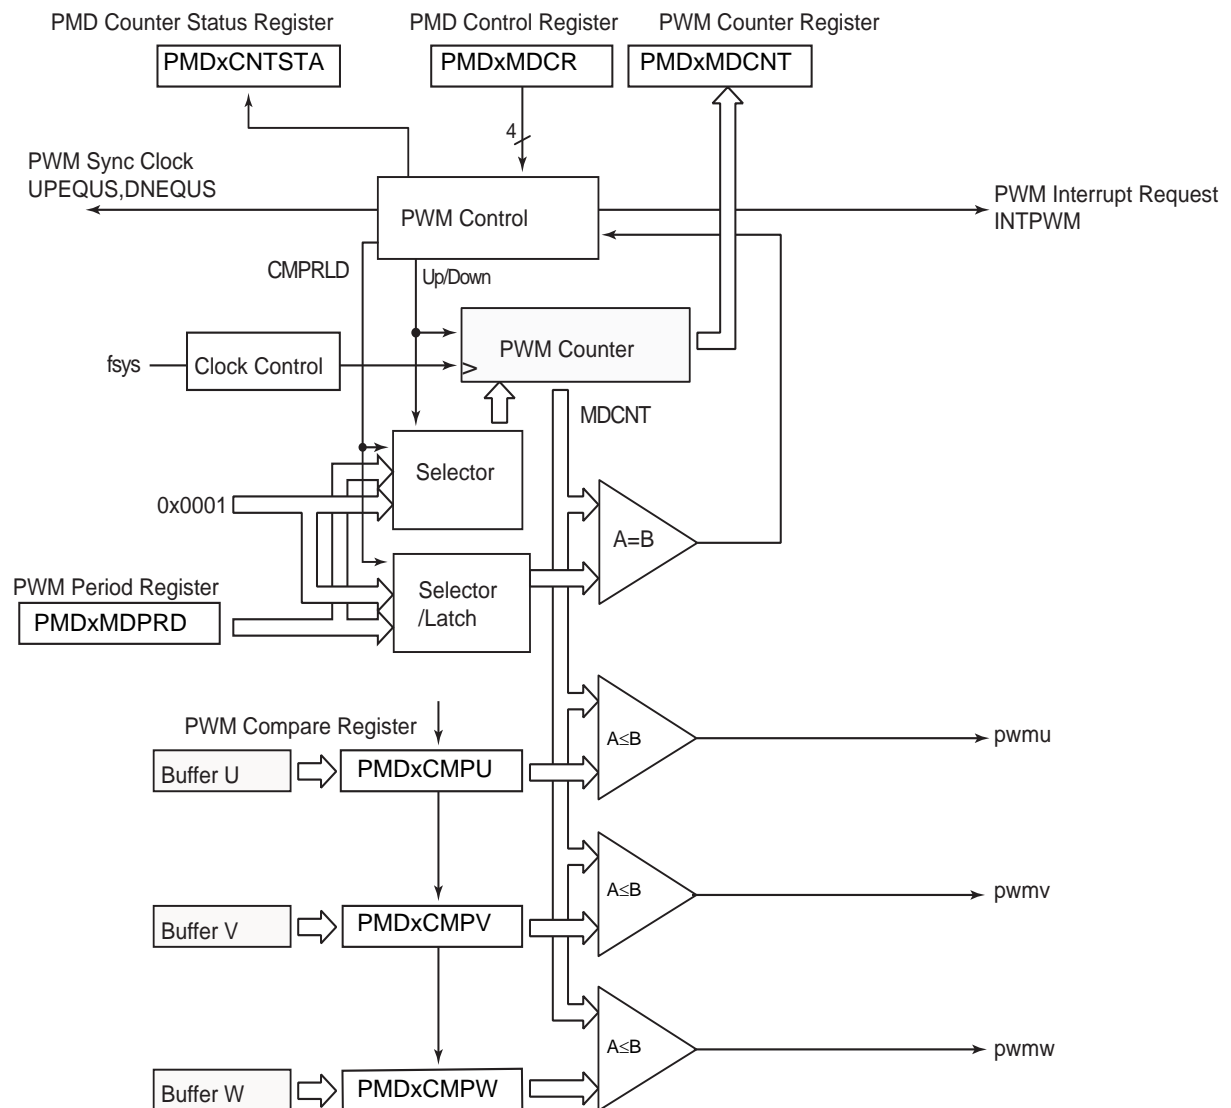 PMD Counter Status Register
PMD Control Register
PWM Counter Register
PMDxCNTSTA
PMDxMDCR
PMDxMDCNT
4
PWM Sync Clock
UPEQUS,DNEQUS
PWM Control
PWM Interrupt Request
INTPWM
CMPRLD
Up/Down
fsys
Clock Control
PWM Counter
MDCNT
Selector
0x0001
A=B
PWM Period Register
PMDxMDPRD
Selector
/Latch
PWM Compare Register
Buffer U
PMDxCMPU
A≤B
pwmu
Buffer V
PMDxCMPV
A≤B
pwmv
Buffer W
PMDxCMPW
A≤B
pwmw